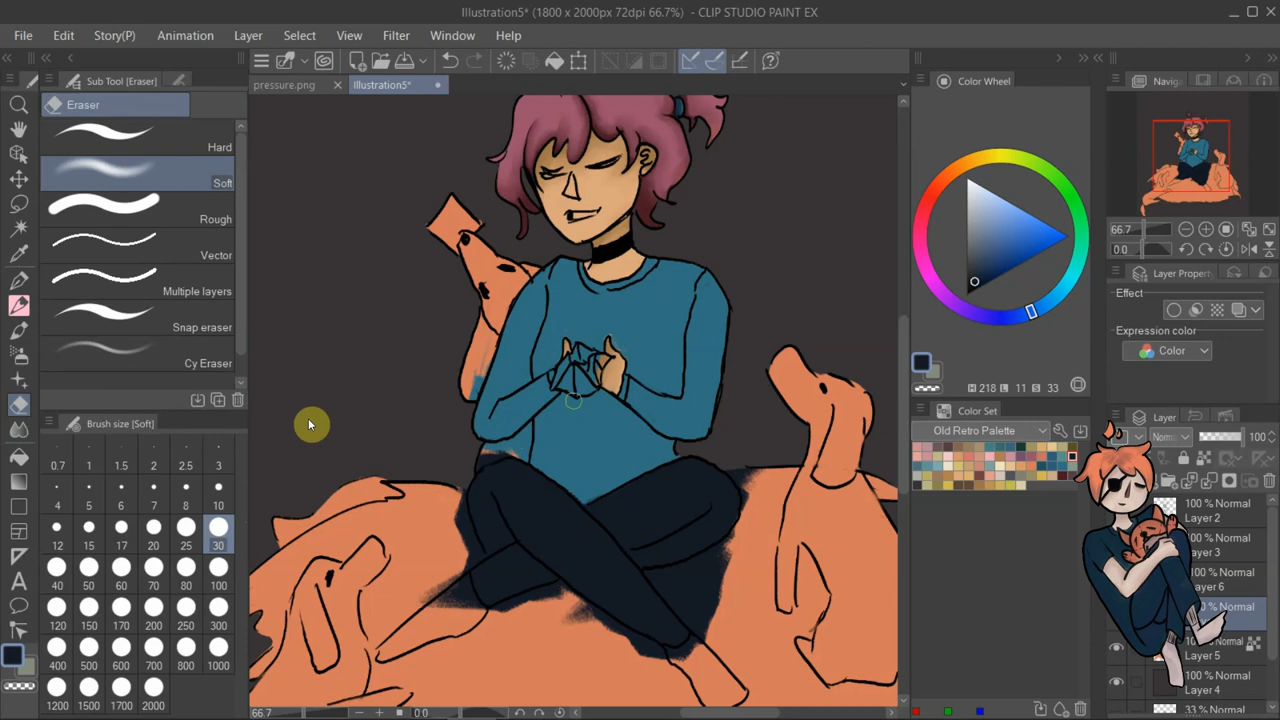 Illustration5* (1800 x 2000px 72dpi 66.7%) - CLIP STUDIO PAINT EX
File Edit Story(P) Animation Layer Select View Filter Window Help
Sub Tool [Eraser]
pressure.png Illustration5*
Color Wheel
Naviga
Eraser
Hard
Soft
Rough
Vector
Multiple layers
Snap eraser
Cy Eraser
66.7
0.0
Layer Property
Effect
Expression color
Color
H 218 L 11 S 33
Color Set
Old Retro Palette
Layer
Norma 100
Brush size [Soft]
0.7 1 1.5 2 2.5 3
4 5 6 7 8 10
12 15 17 20 25 30
40 50 60 70 80 100
120 150 170 200 250 300
400 500 600 700 800 1000
1200 1500 1700 2000
100 % Normal
Layer 2
100 % Normal
Layer 3
100 % Normal
Layer 6
% Normal
Normal
Layer 5
100 % Normal
Layer 4
33 % Normal
66.7 0.0